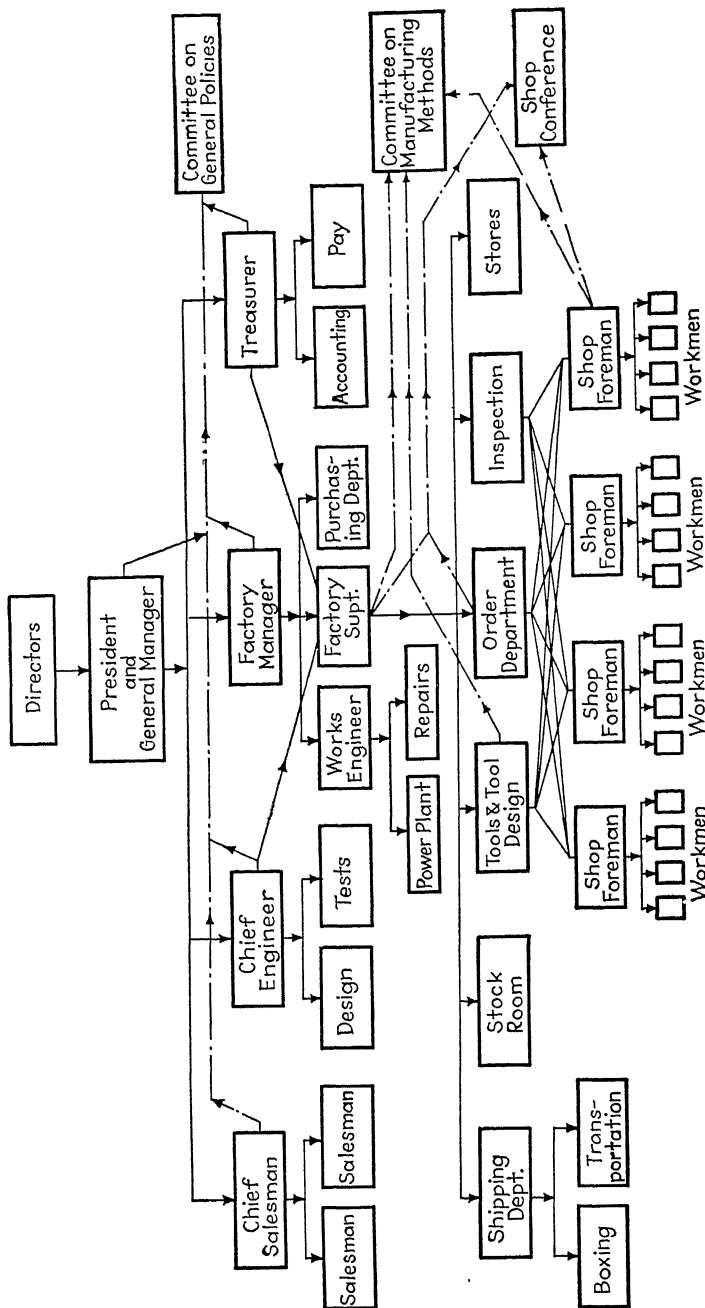 Directors
President
and
General Manager
Committee on
General Policies
Chief
Salesman
Chief
Engineer
Factory
Manager
Treasurer
Salesman
Salesman
Design
Tests
Works
Engineer
Factory
Supt.
Purchas-
ing Dept.
Accounting
Pay
Power Plant
Repairs
Committee on
Manufacturing
Methods
Shipping
Dept.
Stock
Room
Tools & Tool
Design
Order
Department
Inspection
Stores
Shop
Conference
Boxing
Trans-
portation
Shop
Foreman
Shop
Foreman
Shop
Foreman
Shop
Foreman
Workmen
Workmen
Workmen
Workmen